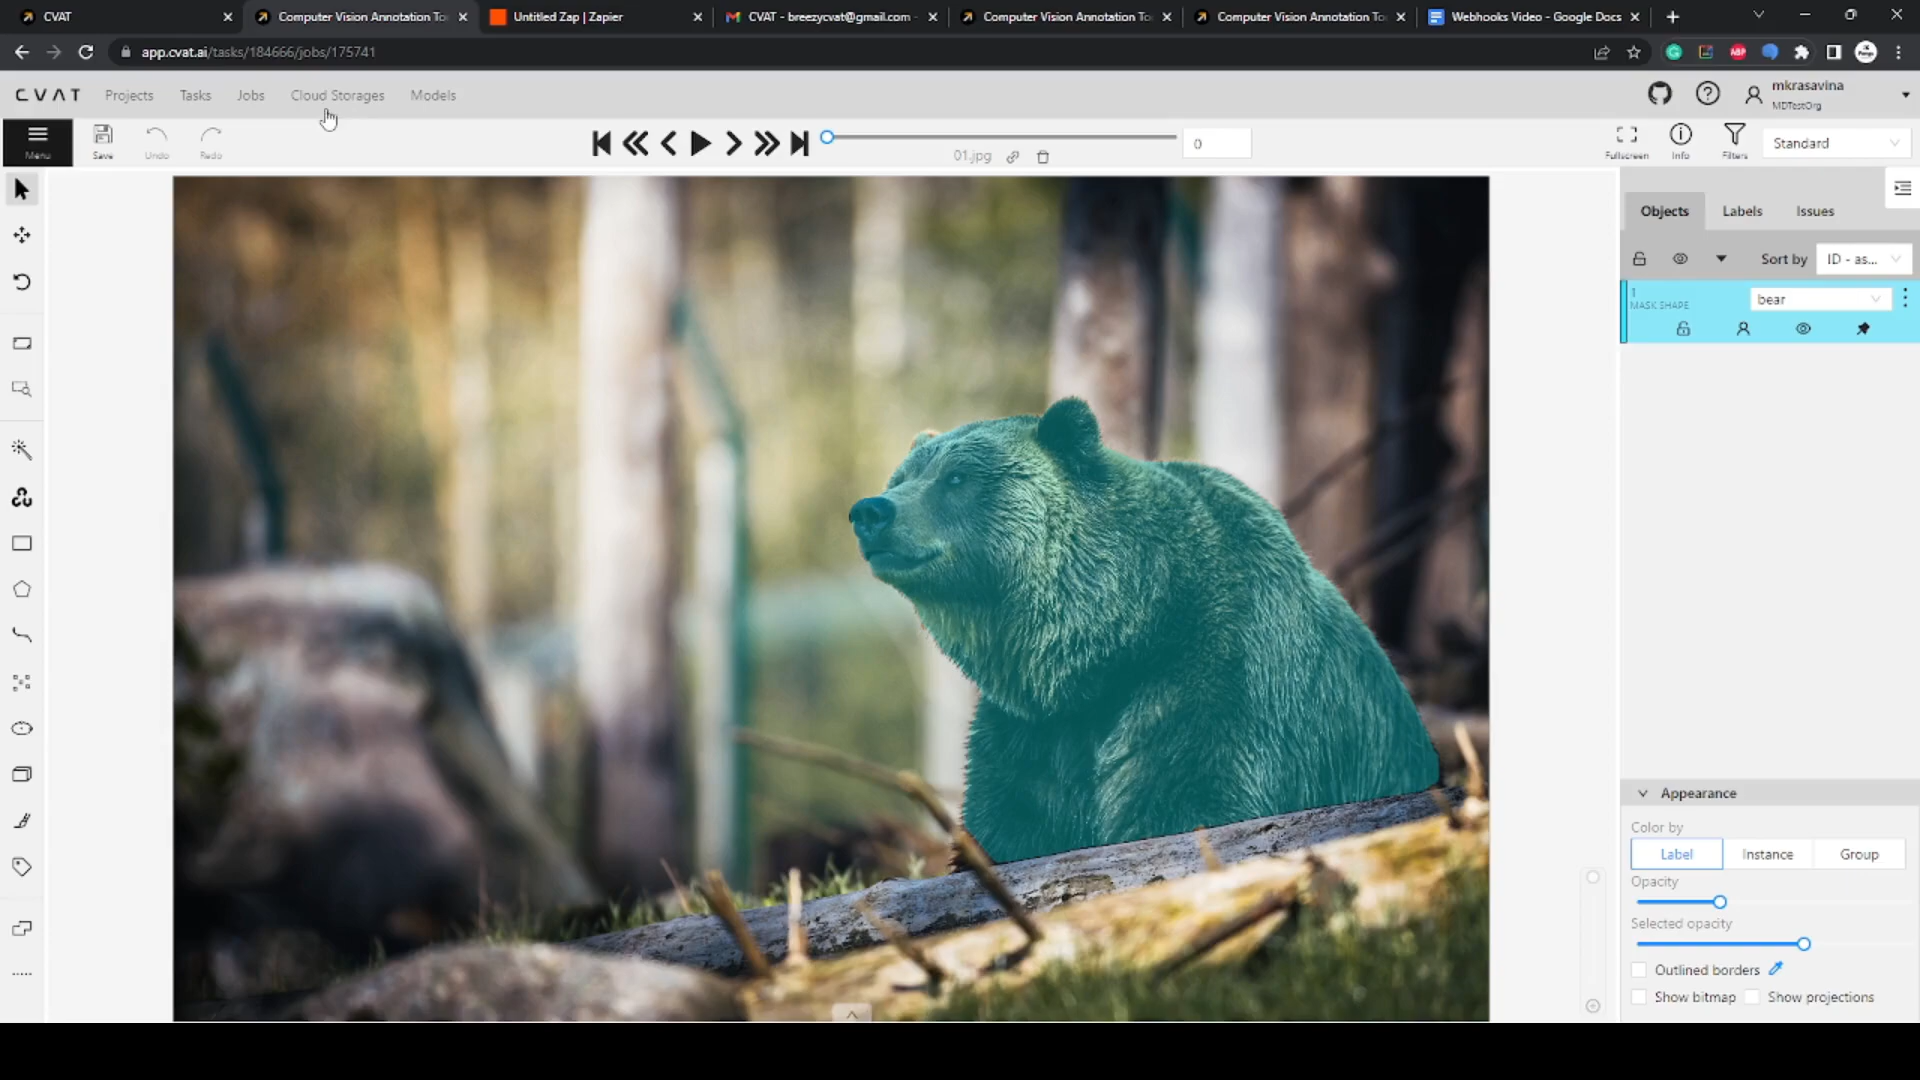 CVAT
Computer Vision Annotation To
Untitled Zap | Zapier
CVAT - breezycvat@gmail.com -
Computer Vision Annotation To
Computer Vision Annotation To
Webhooks Video - Google Docs
app.cvat.ai/tasks/184666/jobs/175741
ABP
CVAT Projects Tasks Jobs Cloud Storages Models
mkrasavina
MDTestOrg
Menu Save Undo Redo
01.jpg
0
Fullscreen Info Filters
Standard
Objects Labels Issues
Sort by ID - as...
1
MASK SHAPE
bear
Appearance
Color by
Label Instance Group
Opacity
Selected opacity
Outlined borders
Show bitmap Show projections